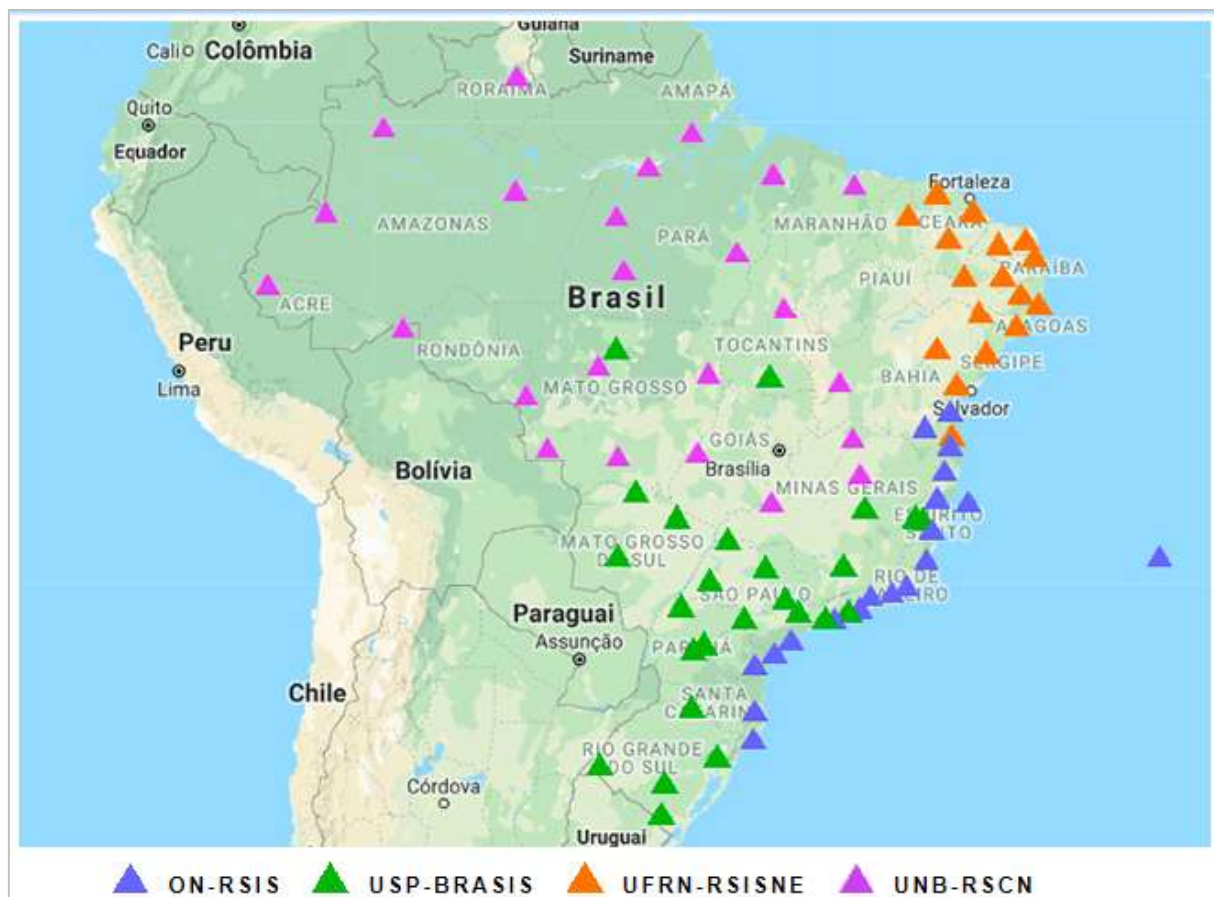 Guiana
Cali
Colômbia
Suriname
RORAIMA
AMAPÁ
Quito
Equador
Fortaleza
AMAZONAS
MARANHÃO
CEARÁ
PARÁ
PARAÍBA
PIAUÍ
ACRE
Brasil
ALAGOAS
Peru
RONDÔNIA
TOCANTINS
SERGIPE
Lima
MATO GROSSO
BAHIA
Salvador
GOIÁS
Bolívia
Brasília
MINAS GERAIS
ESPÍRITO
SANTO
MATO GROSSO
DO SUL
RIO DE
JANEIRO
SÃO PAULO
Paraguai
Assunção
PARANÁ
Chile
SANTA
CATARINA
RIO GRANDE
DO SUL
Córdova
Uruguai
ON-RSIS USP-BRASIS UFRN-RSISNE UNB-RSCN